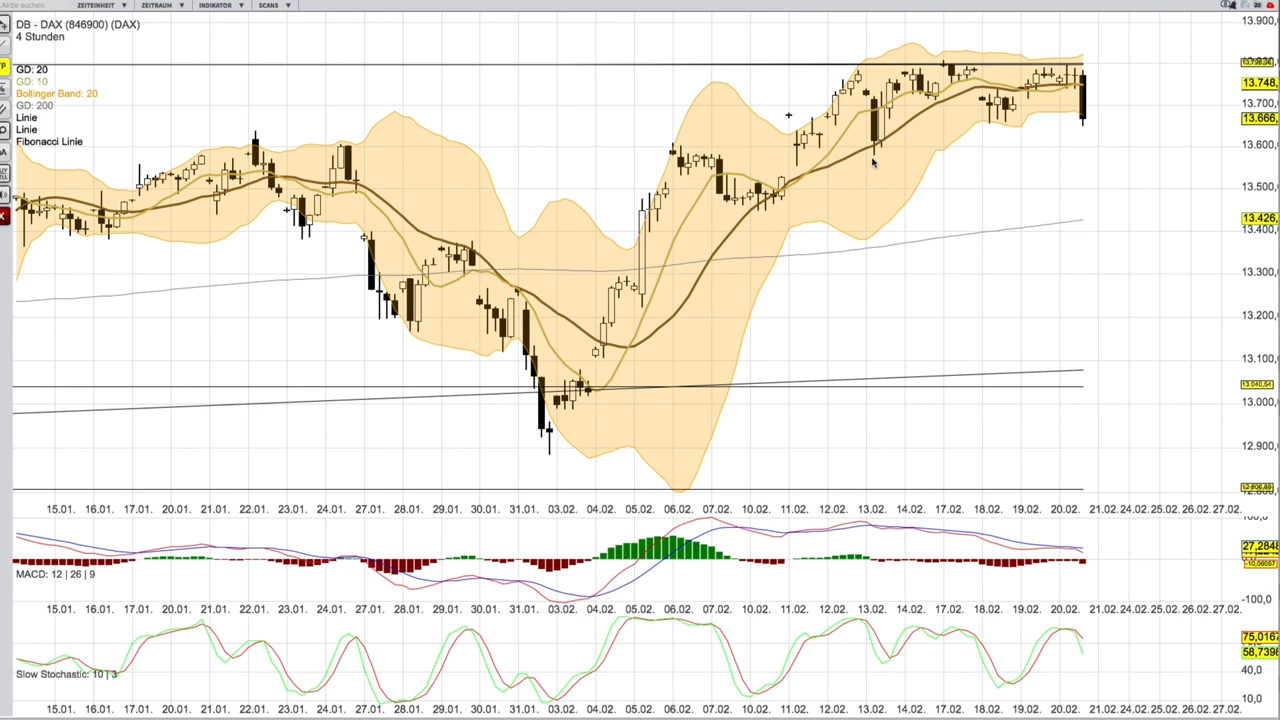 Aktie suchen ZEITEINHEIT ▼ ZEITRAUM ▼ INDIKATOR ▼ SCANS ▼ 20
DB - DAX (846900) (DAX)
4 Stunden
GD: 20
GD: 10
Bollinger Band: 20
GD: 200
Linie
Linie
Fibonacci Linie
13.900,
13.748,
13.700,
13.666,
13.600,
13.500,
13.426,
13.400,
13.300,
13.200,
13.100,
13.040,54
13.000,
12.900,
15.01. 16.01. 17.01. 20.01. 21.01. 22.01. 23.01. 24.01. 27.01. 28.01. 29.01. 30.01. 31.01. 03.02. 04.02. 05.02. 06.02. 07.02. 10.02. 11.02. 12.02. 13.02. 14.02. 17.02. 18.02. 19.02. 20.02. 21.02. 24.02. 25.02. 26.02. 27.02.
27,2848
-10,06057
MACD: 12 | 26 | 9
-100,0
15.01. 16.01. 17.01. 20.01. 21.01. 22.01. 23.01. 24.01. 27.01. 28.01. 29.01. 30.01. 31.01. 03.02. 04.02. 05.02. 06.02. 07.02. 10.02. 11.02. 12.02. 13.02. 14.02. 17.02. 18.02. 19.02. 20.02. 21.02. 24.02. 25.02. 26.02. 27.02.
75,0167
58,7398
40,0
Slow Stochastic: 10 | 3
10,0
15.01. 16.01. 17.01. 20.01. 21.01. 22.01. 23.01. 24.01. 27.01. 28.01. 29.01. 30.01. 31.01. 03.02. 04.02. 05.02. 06.02. 07.02. 10.02. 11.02. 12.02. 13.02. 14.02. 17.02. 18.02. 19.02. 20.02. 21.02. 24.02. 25.02. 26.02. 27.02.